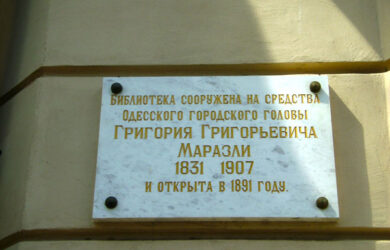 Библиотека сооружена на средства
Одесского городского головы
Григория Григорьевича
Маразли
1831 1907
и открыта в 1891 году.